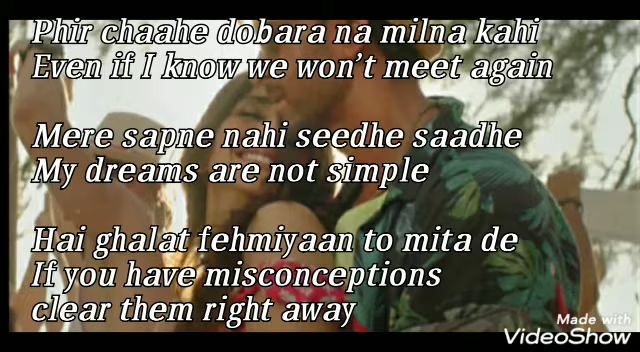 Phir chaahe dobara na milna kahi
Even if I know we won't meet again
Mere sapne nahi seedhe saadhe
My dreams are not simple
Hai ghalat fehmiyaan to mita de
If you have misconceptions
clear them right away
Made with
VideoShow